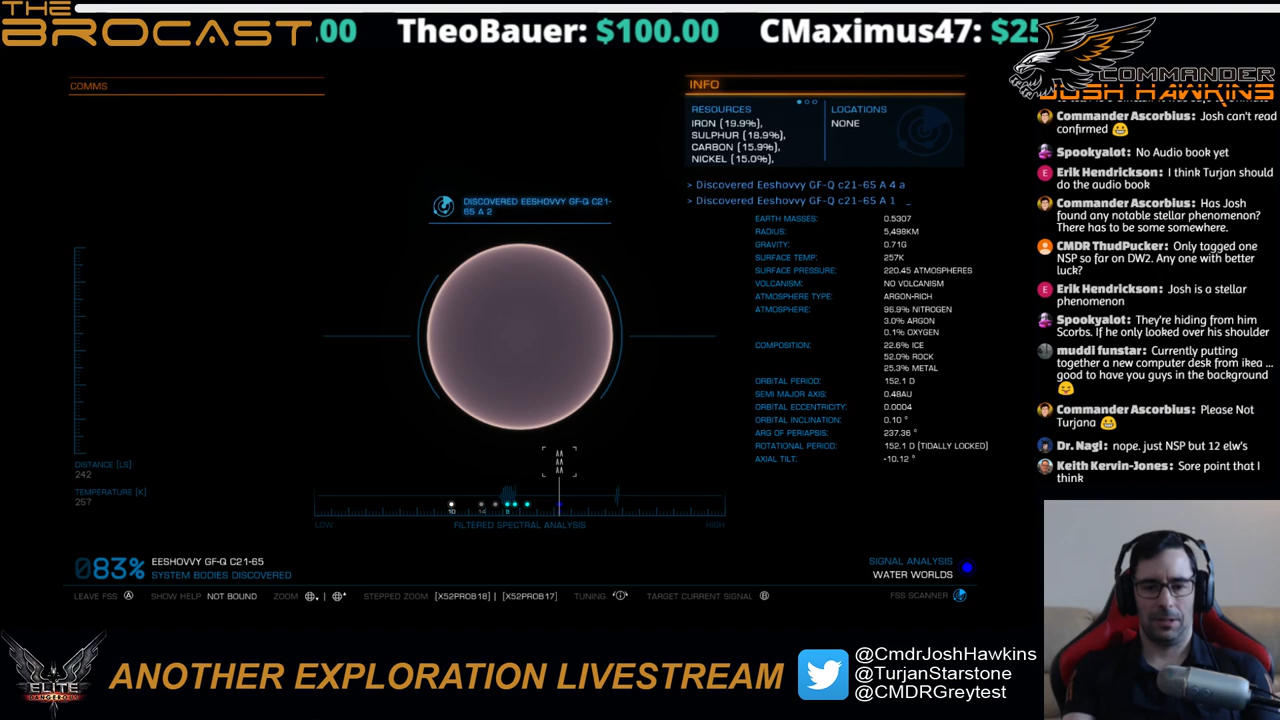 THE
BROCAST
.00 TheoBauer: $100.00 CMaximus47: $25
COMMANDER
JOSH HAWKINS
COMMS
INFO
RESOURCES
IRON (19.9%),
SULPHUR (18.9%),
CARBON (15.9%),
NICKEL (15.0%),
LOCATIONS
NONE
> Discovered Eeshovvy GF-Q c21-65 A 4 a
> Discovered Eeshovvy GF-Q c21-65 A 1 _
DISCOVERED EESHOVVY GF-Q C21-
65 A 2
EARTH MASSES: 0.5307
RADIUS: 5,498KM
GRAVITY: 0.71G
SURFACE TEMP: 257K
SURFACE PRESSURE: 220.45 ATMOSPHERES
VOLCANISM: NO VOLCANISM
ATMOSPHERE TYPE: ARGON-RICH
ATMOSPHERE: 96.9% NITROGEN
3.0% ARGON
0.1% OXYGEN
COMPOSITION: 22.6% ICE
52.0% ROCK
25.3% METAL
ORBITAL PERIOD: 152.1 D
SEMI MAJOR AXIS: 0.48AU
ORBITAL ECCENTRICITY: 0.0004
ORBITAL INCLINATION: 0.10 °
ARG OF PERIAPSIS: 237.36 °
ROTATIONAL PERIOD: 152.1 D (TIDALLY LOCKED)
AXIAL TILT: -10.12 °
DISTANCE [LS]
242
TEMPERATURE [K]
257
10 14 8
LOW FILTERED SPECTRAL ANALYSIS HIGH
083% EESHOVVY GF-Q C21-65
SYSTEM BODIES DISCOVERED
SIGNAL ANALYSIS
WATER WORLDS
LEAVE FSS A SHOW HELP NOT BOUND ZOOM | STEPPED ZOOM [X52PROB18] | [X52PROB17] TUNING TARGET CURRENT SIGNAL B FSS SCANNER
Commander Ascorbius: Josh can't read
confirmed 😄
Spookyalot: No Audio book yet
Erik Hendrickson: I think Turjan should
do the audio book
Commander Ascorbius: Has Josh
found any notable stellar phenomenon?
There has to be some somewhere.
CMDR ThudPucker: Only tagged one
NSP so far on DW2. Any one with better
luck?
Erik Hendrickson: Josh is a stellar
phenomenon
Spookyalot: They're hiding from him
Scorbs. If he only looked over his shoulder
muddi funstar: Currently putting
together a new computer desk from ikea ...
good to have you guys in the background
😜
Commander Ascorbius: Please Not
Turjana 😄
Dr. Nagi: nope. just NSP but 12 elw's
Keith Kervin-Jones: Sore point that I
think
ELITE
DANGEROUS
ANOTHER EXPLORATION LIVESTREAM
@CmdrJoshHawkins
@TurjanStarstone
@CMDRGreytest